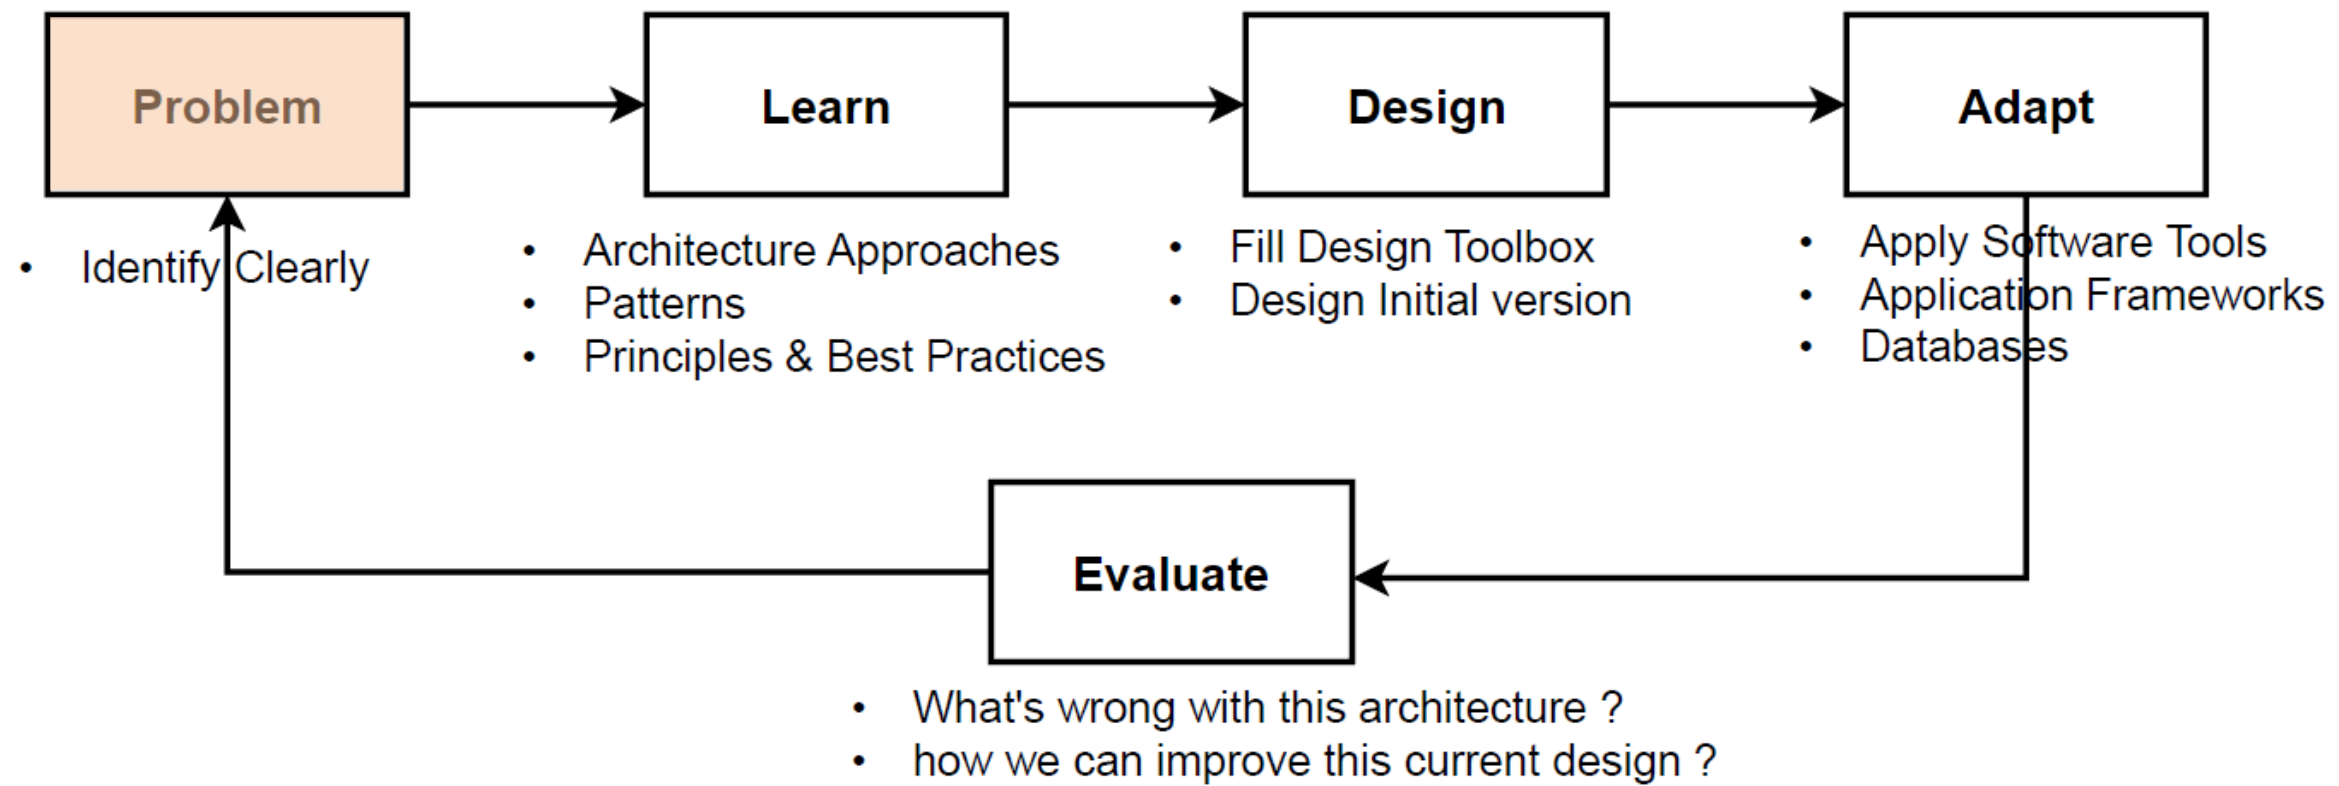 Problem
Learn
Design
Adapt
• Identify Clearly
• Architecture Approaches
• Patterns
• Principles & Best Practices
• Fill Design Toolbox
• Design Initial version
• Apply Software Tools
• Application Frameworks
• Databases
Evaluate
• What's wrong with this architecture ?
• how we can improve this current design ?